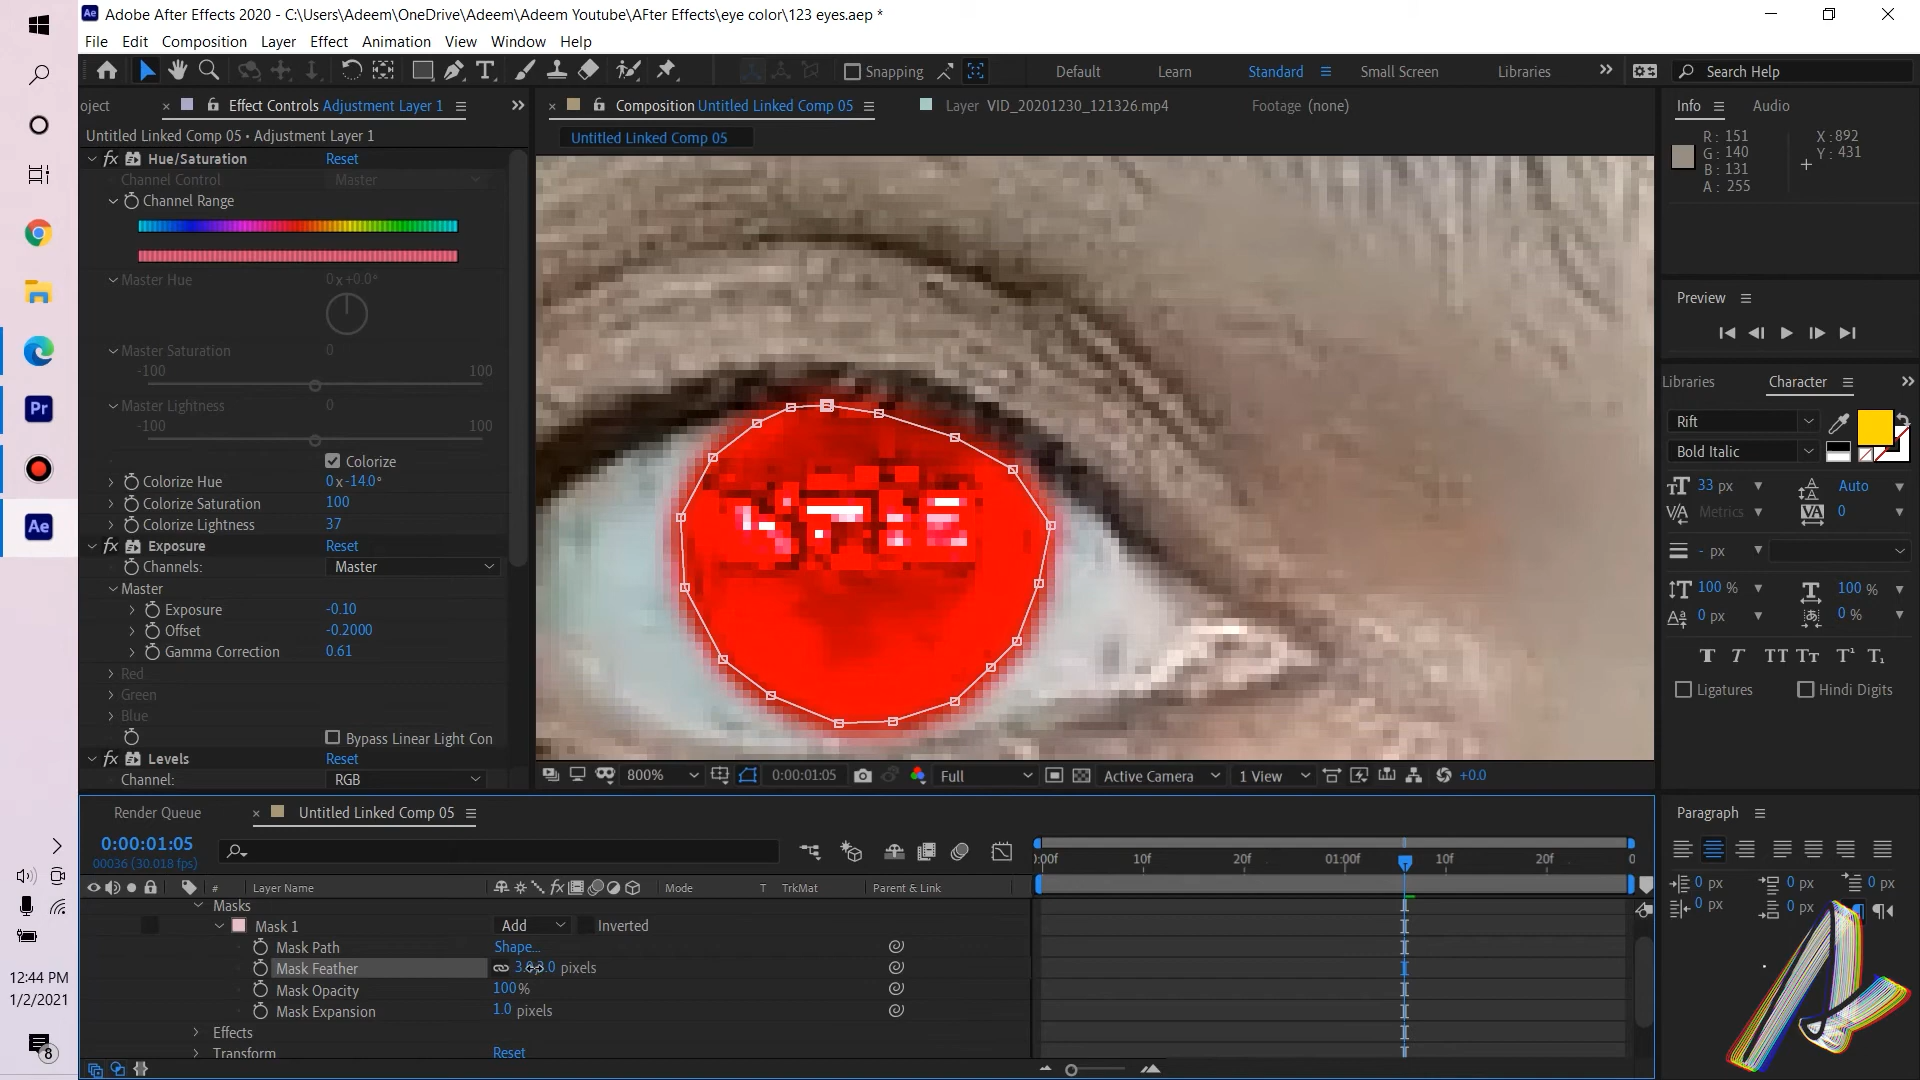 Adobe After Effects 2020 - C:\Users\Adeem\OneDrive\Adeem\Adeem Youtube\AFter Effects\eye color\123 eyes.aep *
File Edit Composition Layer Effect Animation View Window Help
Snapping Default Learn Standard Small Screen Libraries Search Help
oject Effect Controls Adjustment Layer 1 Composition Untitled Linked Comp 05 Layer VID_20201230_121326.mp4 Footage (none) Info Audio
Untitled Linked Comp 05 • Adjustment Layer 1 Untitled Linked Comp 05
R: 151 X: 892
G: 140 Y: 431
B: 131
A: 255
fx Hue/Saturation Reset
Channel Control Master
Channel Range
Master Hue 0 x +0.0°
Master Saturation 0
-100 100
Master Lightness 0
-100 100
Colorize
Colorize Hue 0 x -14.0°
Colorize Saturation 100
Colorize Lightness 37
fx Exposure Reset
Channels: Master
Master
Exposure -0.10
Offset -0.2000
Gamma Correction 0.61
Red
Green
Blue
Bypass Linear Light Con
fx Levels Reset
Channel: RGB
800% 0:00:01:05 Full Active Camera 1 View +0.0
Preview
Libraries Character
Rift
Bold Italic
33 px Auto
Metrics 0
- px
100 % 100 %
0 px 0 %
T T TT Tt T¹ T₁
Ligatures Hindi Digits
Render Queue Untitled Linked Comp 05
0:00:01:05
00036 (30.018 fps)
):00f 10f 20f 01:00f 10f 20f 0
# Layer Name fx Mode T TrkMat Parent & Link
Masks
Mask 1 Add Inverted
Mask Path Shape...
Mask Feather pixels
Mask Opacity 100%
Mask Expansion 1.0 pixels
Effects
Transform Reset
Paragraph
0 px 0 px 0 px
0 px 0 px
Pr
Ae
12:44 PM
1/2/2021
8